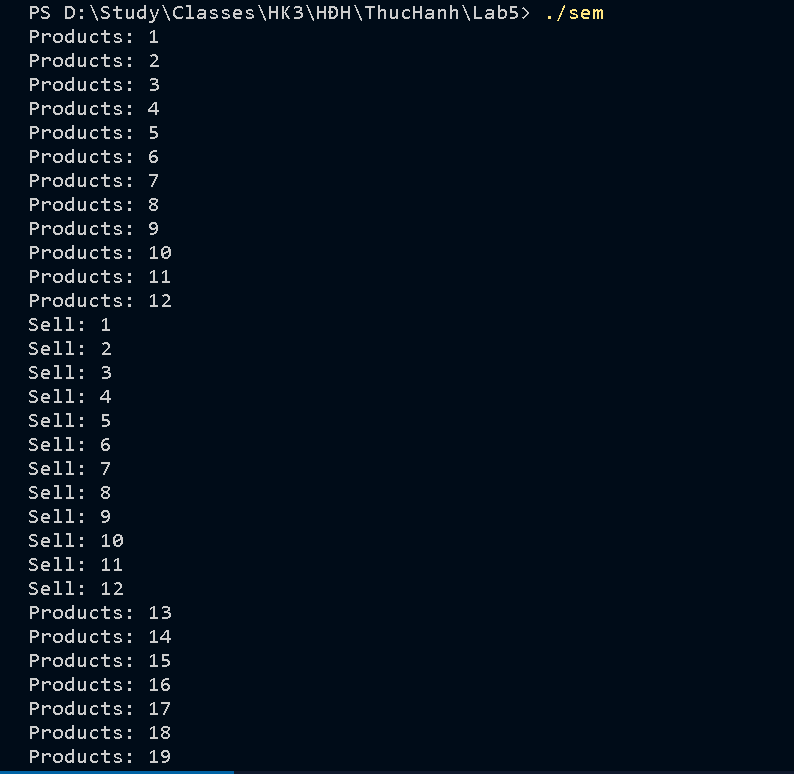 PS D:\Study\Classes\HK3\HĐH\ThucHanh\Lab5> ./sem
Products: 1
Products: 2
Products: 3
Products: 4
Products: 5
Products: 6
Products: 7
Products: 8
Products: 9
Products: 10
Products: 11
Products: 12
Sell: 1
Sell: 2
Sell: 3
Sell: 4
Sell: 5
Sell: 6
Sell: 7
Sell: 8
Sell: 9
Sell: 10
Sell: 11
Sell: 12
Products: 13
Products: 14
Products: 15
Products: 16
Products: 17
Products: 18
Products: 19